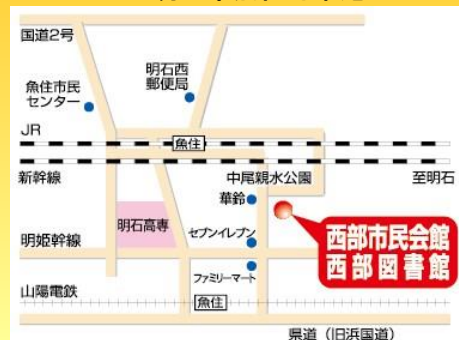 国道2号
明石西
郵便局
魚住市民
センター
JR
魚住
新幹線
中尾親水公園
至明石
華鈴
明石高専
セブンイレブン
西部市民会館
西部図書館
明姫幹線
ファミリーマート
山陽電鉄
魚住
県道（旧浜国道）